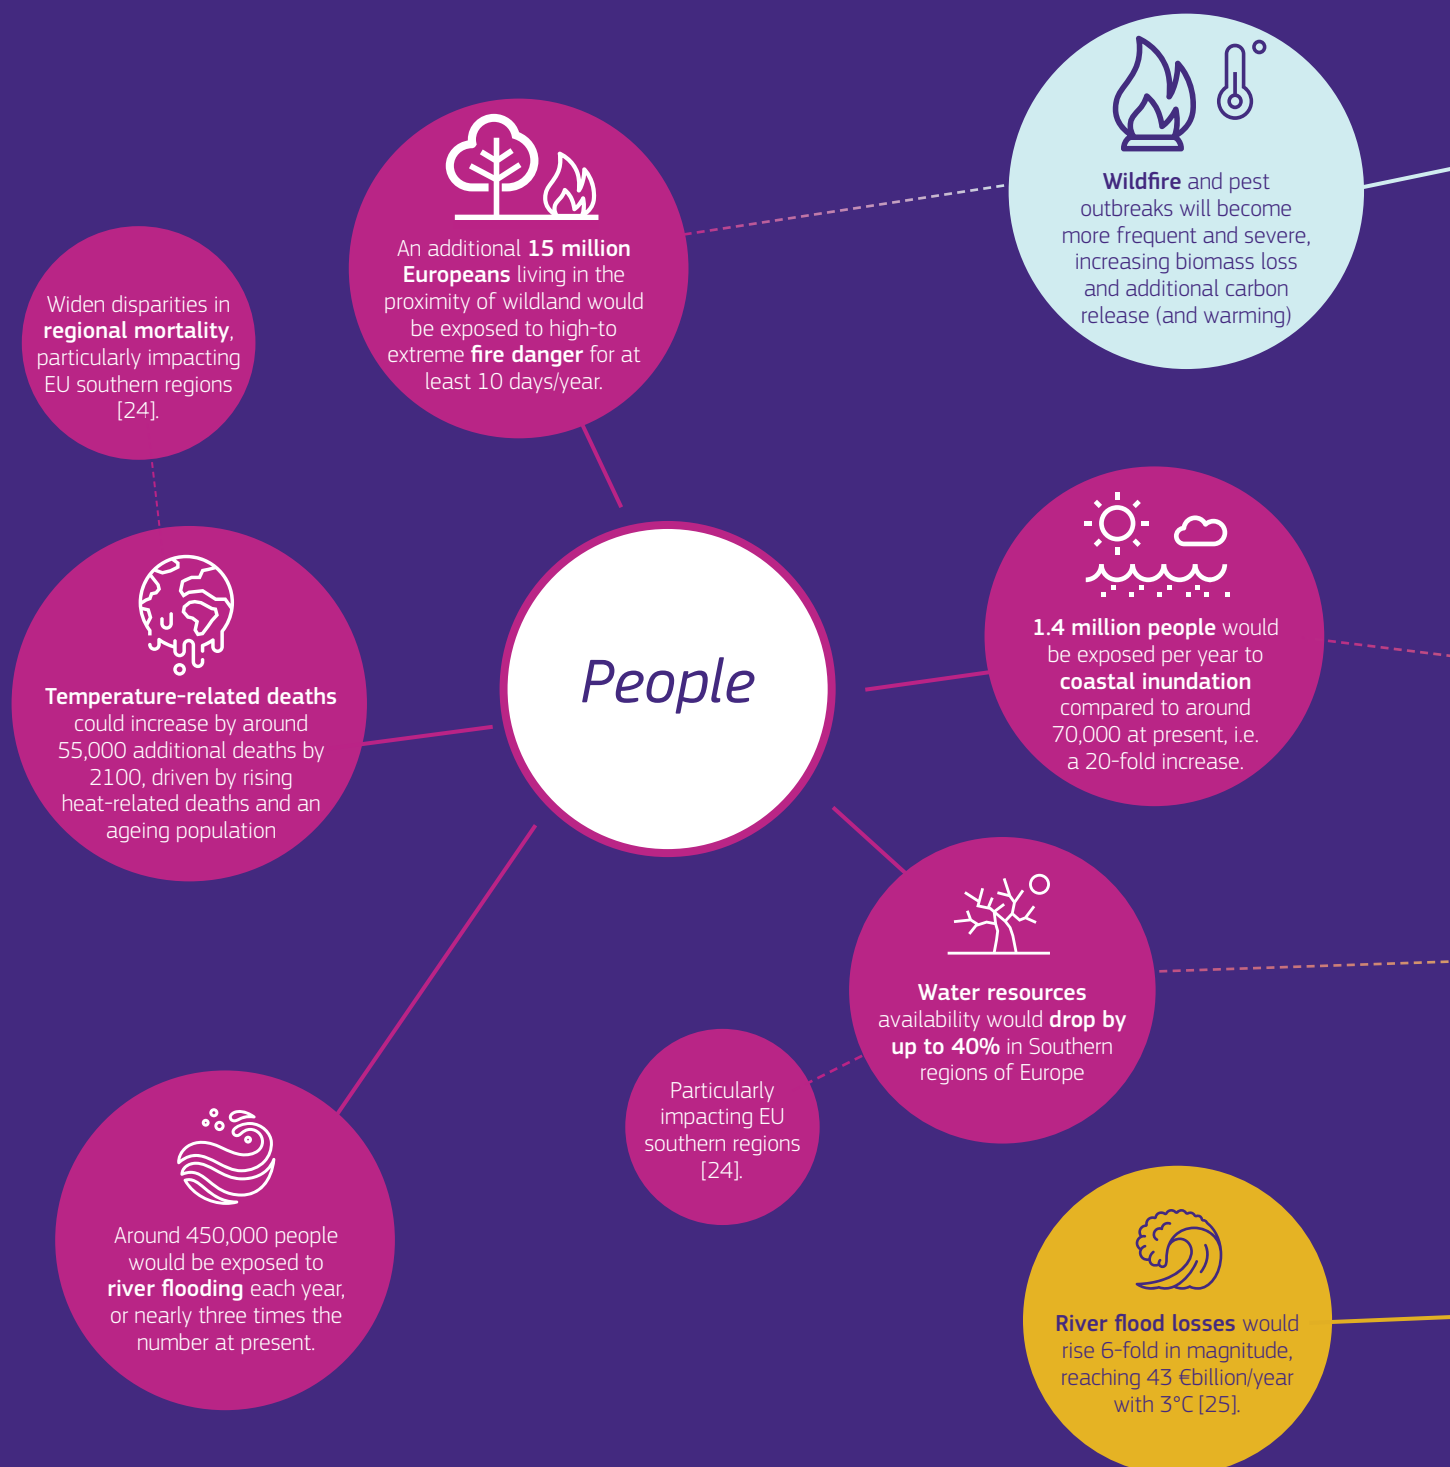 Wildfire and pest
outbreaks will become
more frequent and severe,
increasing biomass loss
and additional carbon
release (and warming)
An additional 15 million
Europeans living in the
proximity of wildland would
be exposed to high-to
extreme fire danger for at
least 10 days/year.
Widen disparities in
regional mortality,
particularly impacting
EU southern regions
[24].
People
1.4 million people would
be exposed per year to
coastal inundation
compared to around
70,000 at present, i.e.
a 20-fold increase.
Temperature-related deaths
could increase by around
55,000 additional deaths by
2100, driven by rising
heat-related deaths and an
ageing population
Water resources
availability would drop by
up to 40% in Southern
regions of Europe
Particularly
impacting EU
southern regions
[24].
Around 450,000 people
would be exposed to
river flooding each year,
or nearly three times the
number at present.
River flood losses would
rise 6-fold in magnitude,
reaching 43 €billion/year
with 3°C [25].